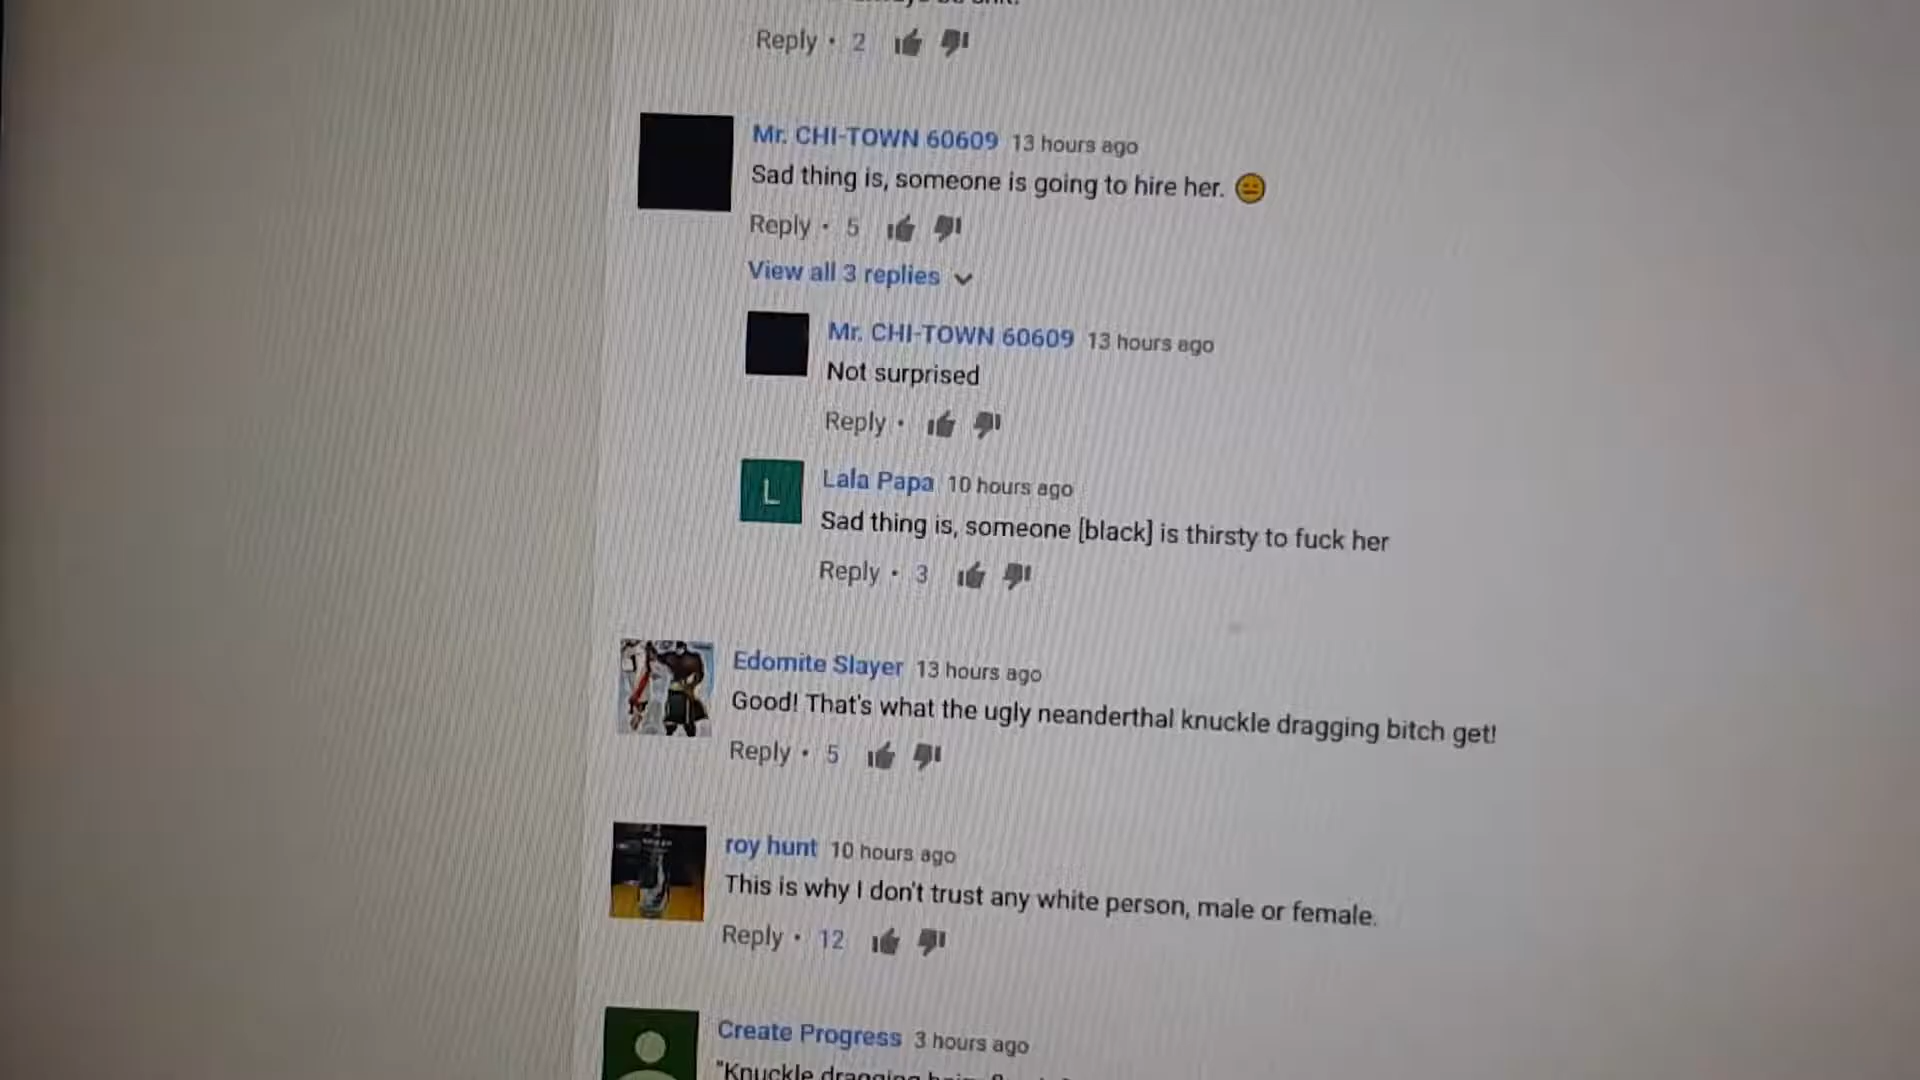 Reply • 2
Mr. CHI-TOWN 60609 13 hours ago
Sad thing is, someone is going to hire her. 😐
Reply • 5
View all 3 replies
Mr. CHI-TOWN 60609 13 hours ago
Not surprised
Reply •
L
Lala Papa 10 hours ago
Sad thing is, someone [black] is thirsty to fuck her
Reply • 3
Edomite Slayer 13 hours ago
Good! That's what the ugly neanderthal knuckle dragging bitch get!
Reply • 5
roy hunt 10 hours ago
This is why I don't trust any white person, male or female.
Reply • 12
Create Progress 3 hours ago
"Knuckle dragging